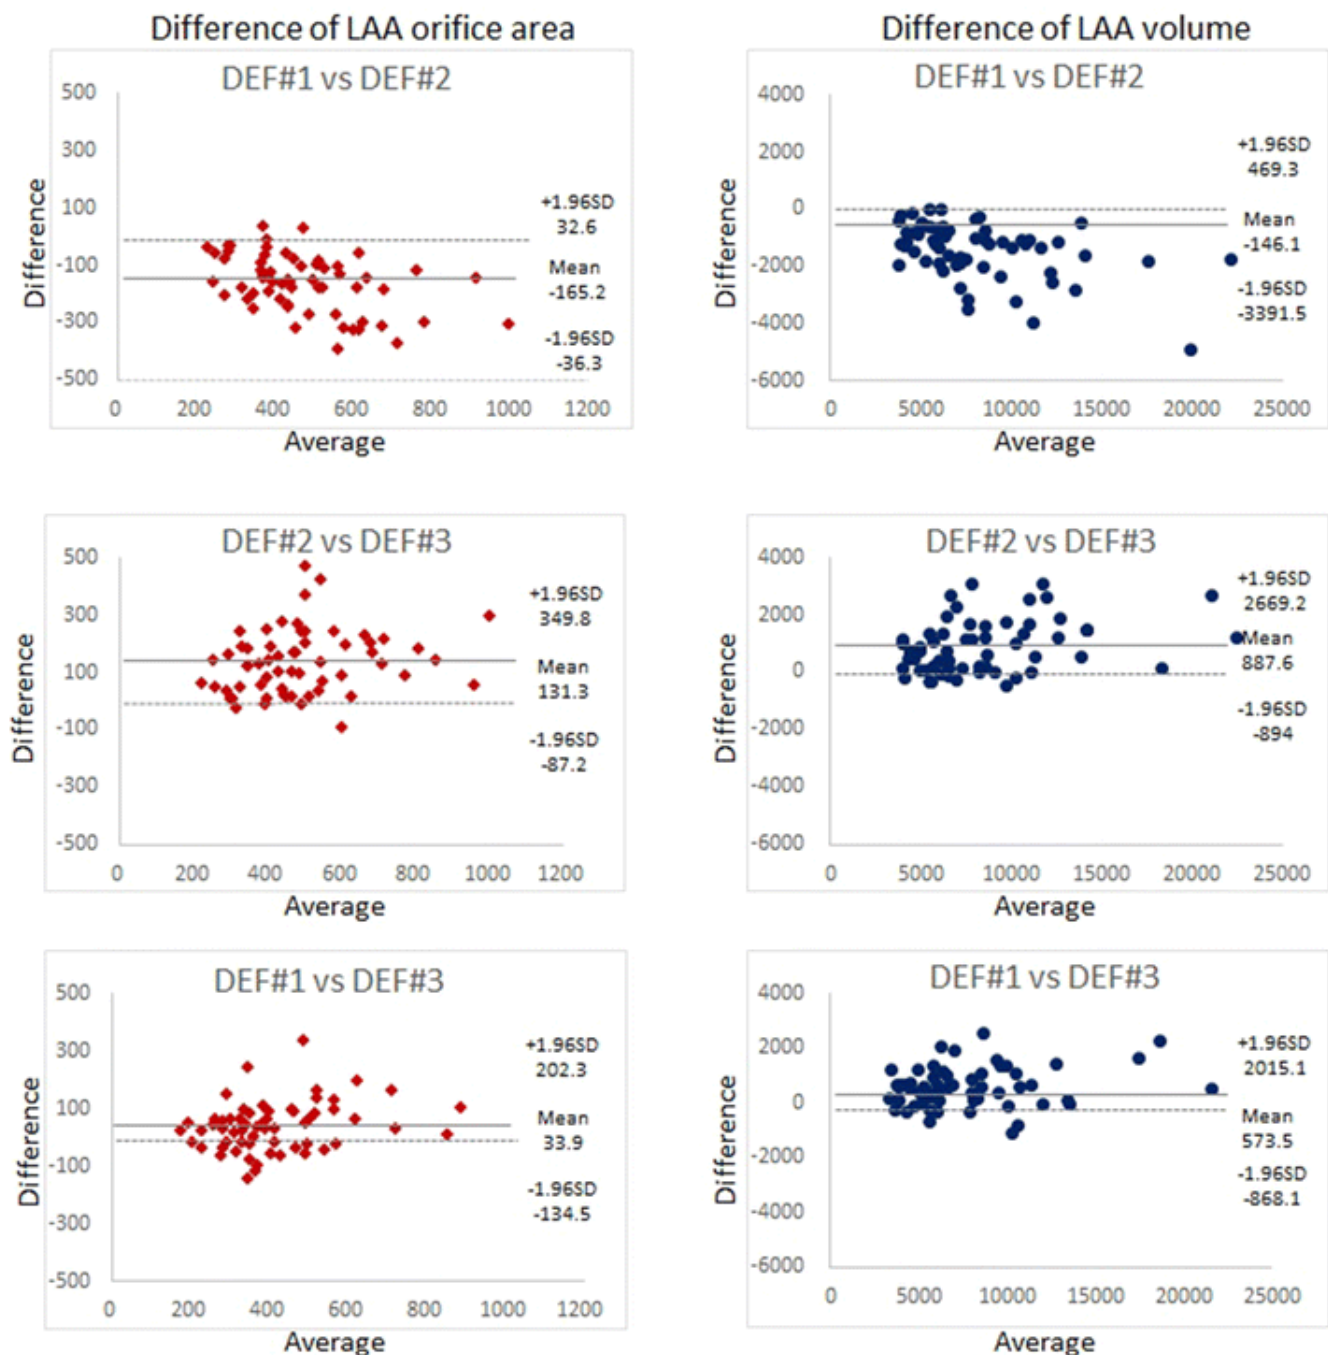 Difference of LAA orifice area
DEF#1 vs DEF#2
500
300
100
-100
-300
-500
Difference
0 200 400 600 800 1000 1200
Average
+1.96SD
32.6
Mean
-165.2
-1.96SD
-36.3
Difference of LAA volume
DEF#1 vs DEF#2
4000
2000
0
-2000
-4000
-6000
Difference
0 5000 10000 15000 20000 25000
Average
+1.96SD
469.3
Mean
-146.1
-1.96SD
-3391.5
DEF#2 vs DEF#3
500
300
100
-100
-300
-500
Difference
0 200 400 600 800 1000 1200
Average
+1.96SD
349.8
Mean
131.3
-1.96SD
-87.2
DEF#2 vs DEF#3
4000
2000
0
-2000
-4000
-6000
Difference
0 5000 10000 15000 20000 25000
Average
+1.96SD
2669.2
Mean
887.6
-1.96SD
-894
DEF#1 vs DEF#3
500
300
100
-100
-300
-500
Difference
0 200 400 600 800 1000 1200
Average
+1.96SD
202.3
Mean
33.9
-1.96SD
-134.5
DEF#1 vs DEF#3
4000
2000
0
-2000
-4000
-6000
Difference
0 5000 10000 15000 20000 25000
Average
+1.96SD
2015.1
Mean
573.5
-1.96SD
-868.1